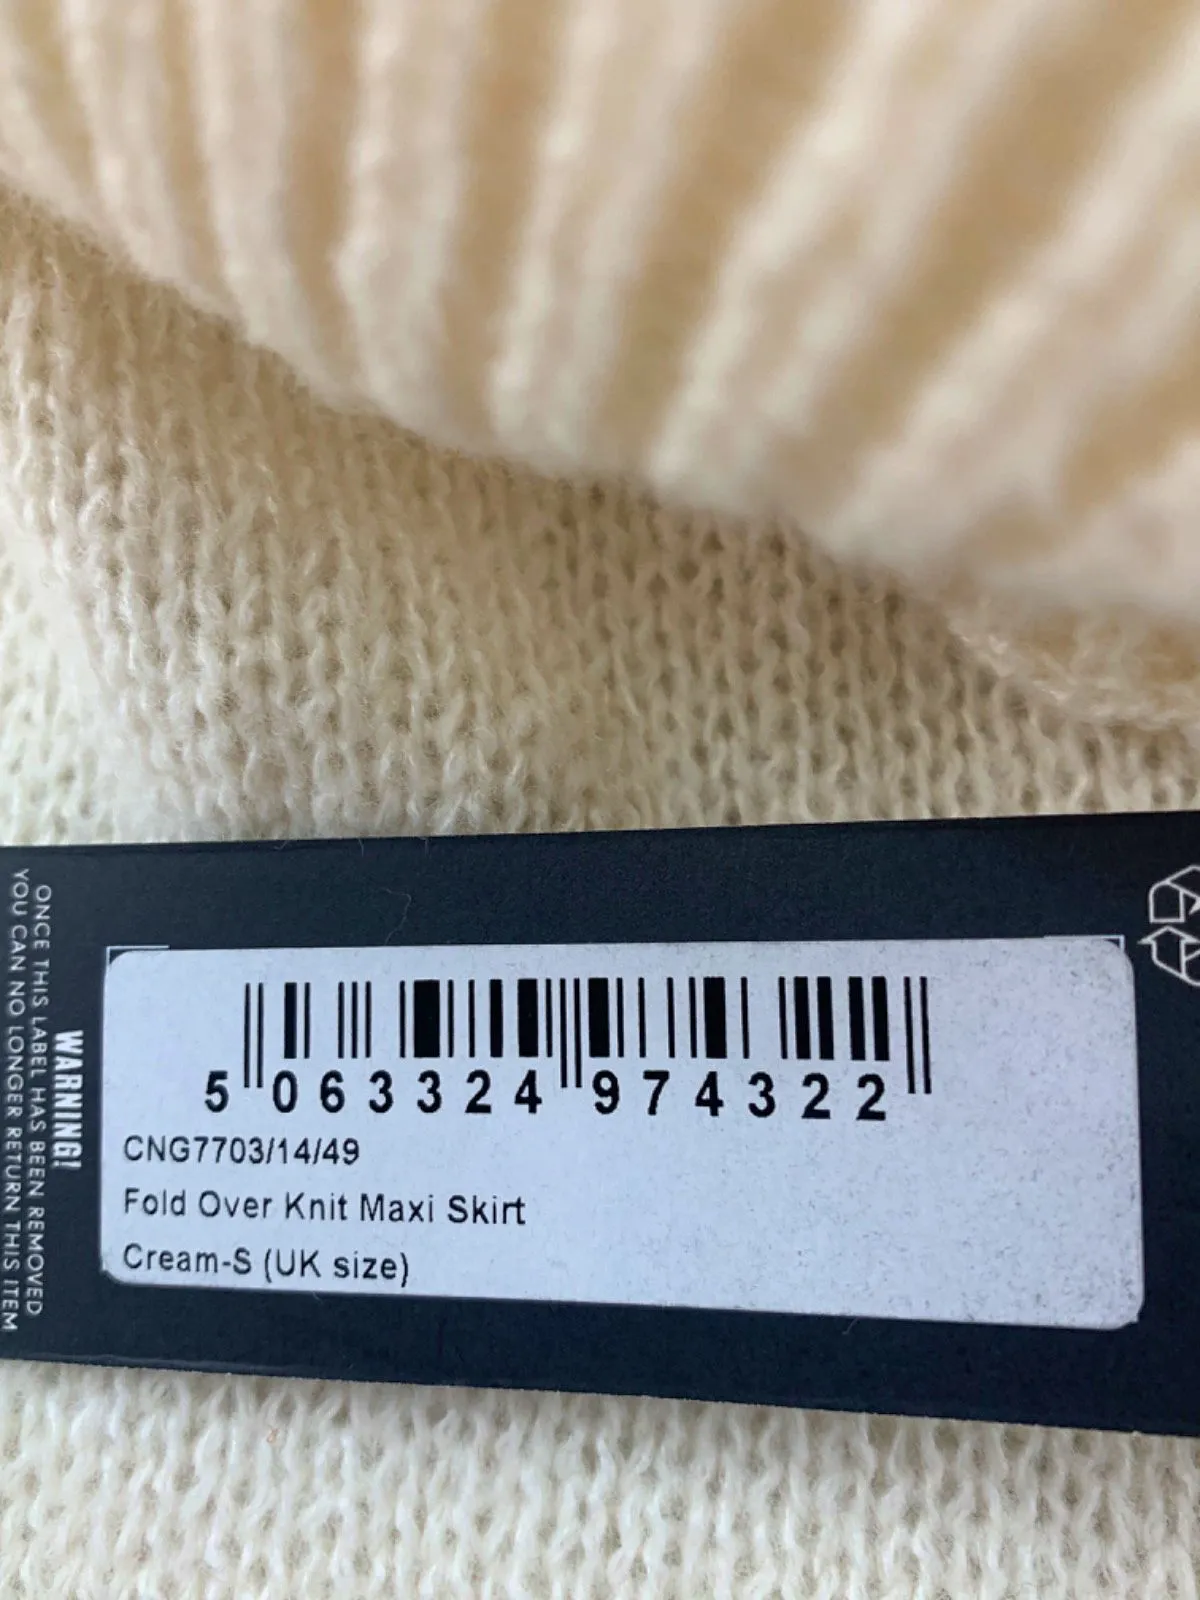 5 063324 974322
CNG7703/14/49
Fold Over Knit Maxi Skirt
Cream-S (UK size)
WARNING!
ONCE THIS LABEL HAS BEEN REMOVED
YOU CAN NO LONGER RETURN THIS ITEM